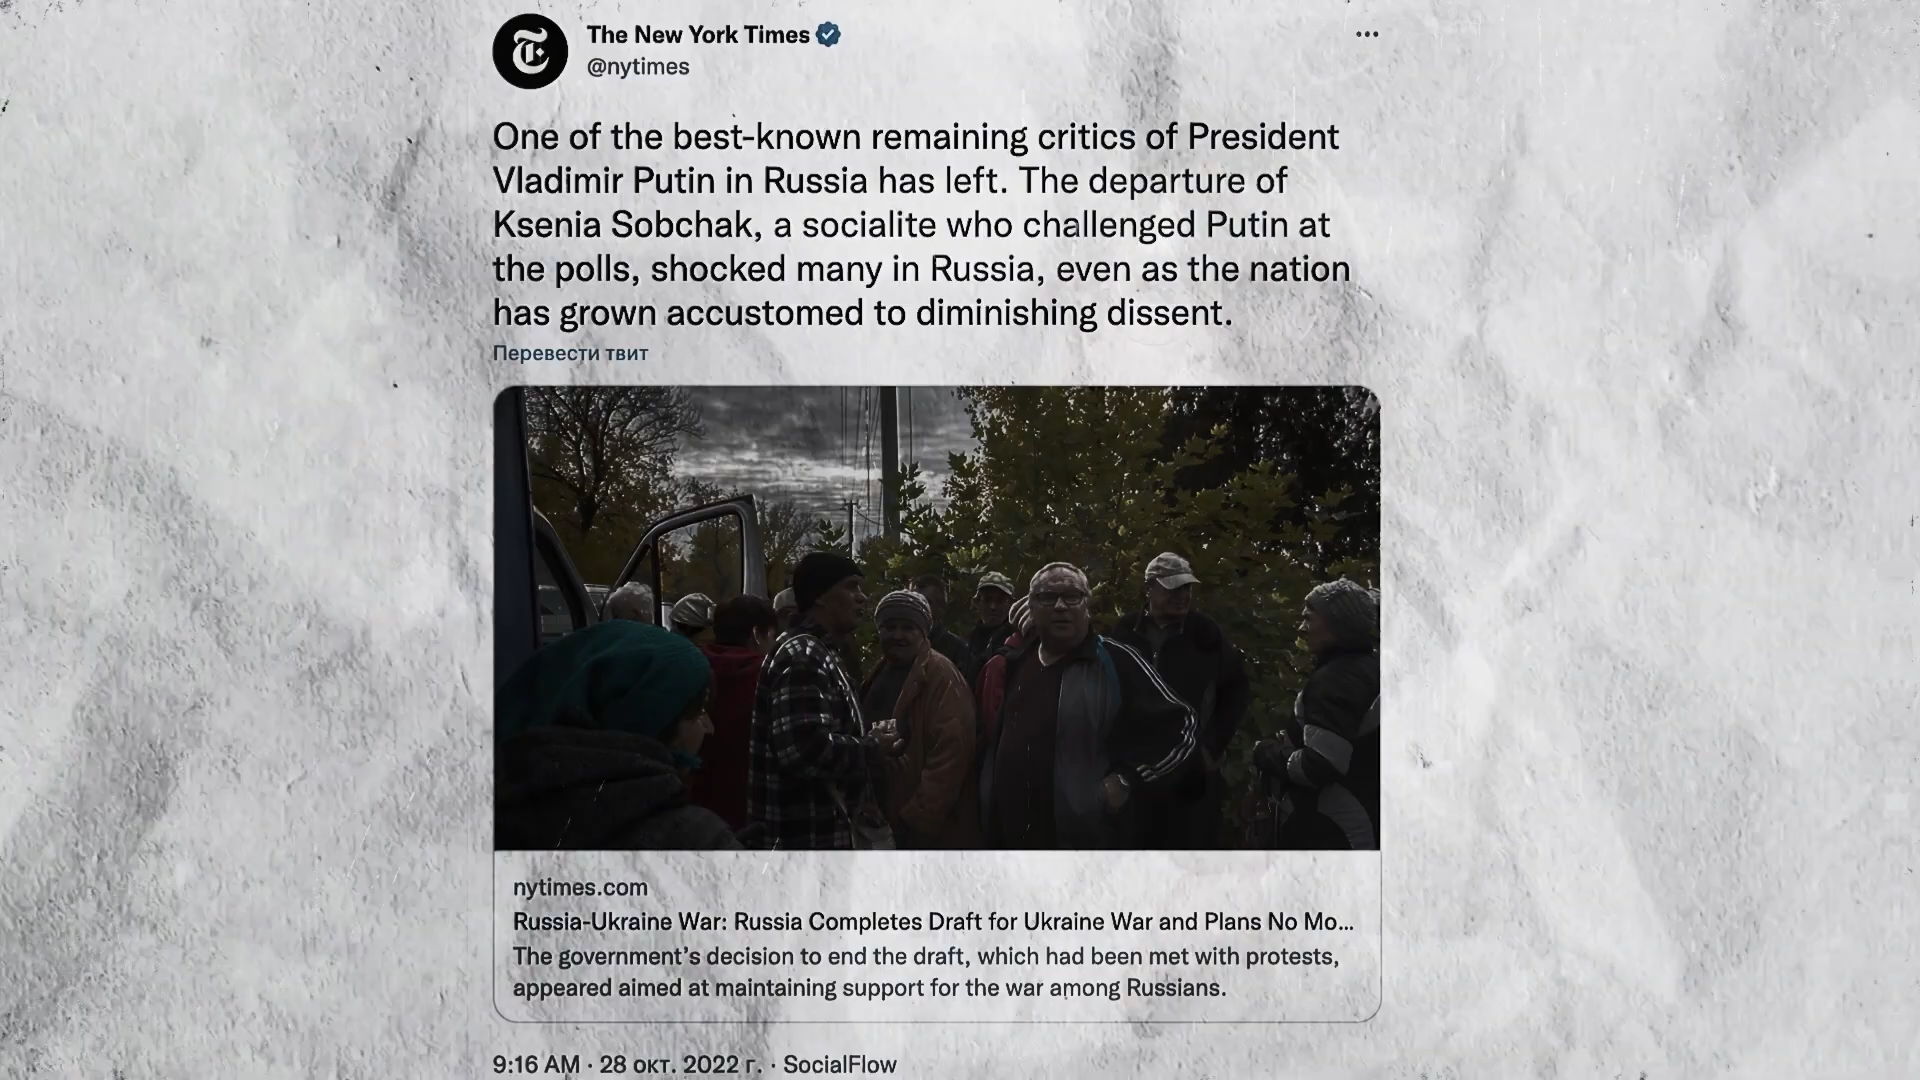 The New York Times
@nytimes
One of the best-known remaining critics of President
Vladimir Putin in Russia has left. The departure of
Ksenia Sobchak, a socialite who challenged Putin at
the polls, shocked many in Russia, even as the nation
has grown accustomed to diminishing dissent.
Перевести твит
nytimes.com
Russia-Ukraine War: Russia Completes Draft for Ukraine War and Plans No Mo...
The government's decision to end the draft, which had been met with protests,
appeared aimed at maintaining support for the war among Russians.
9:16 AM · 28 окт. 2022 г. · SocialFlow